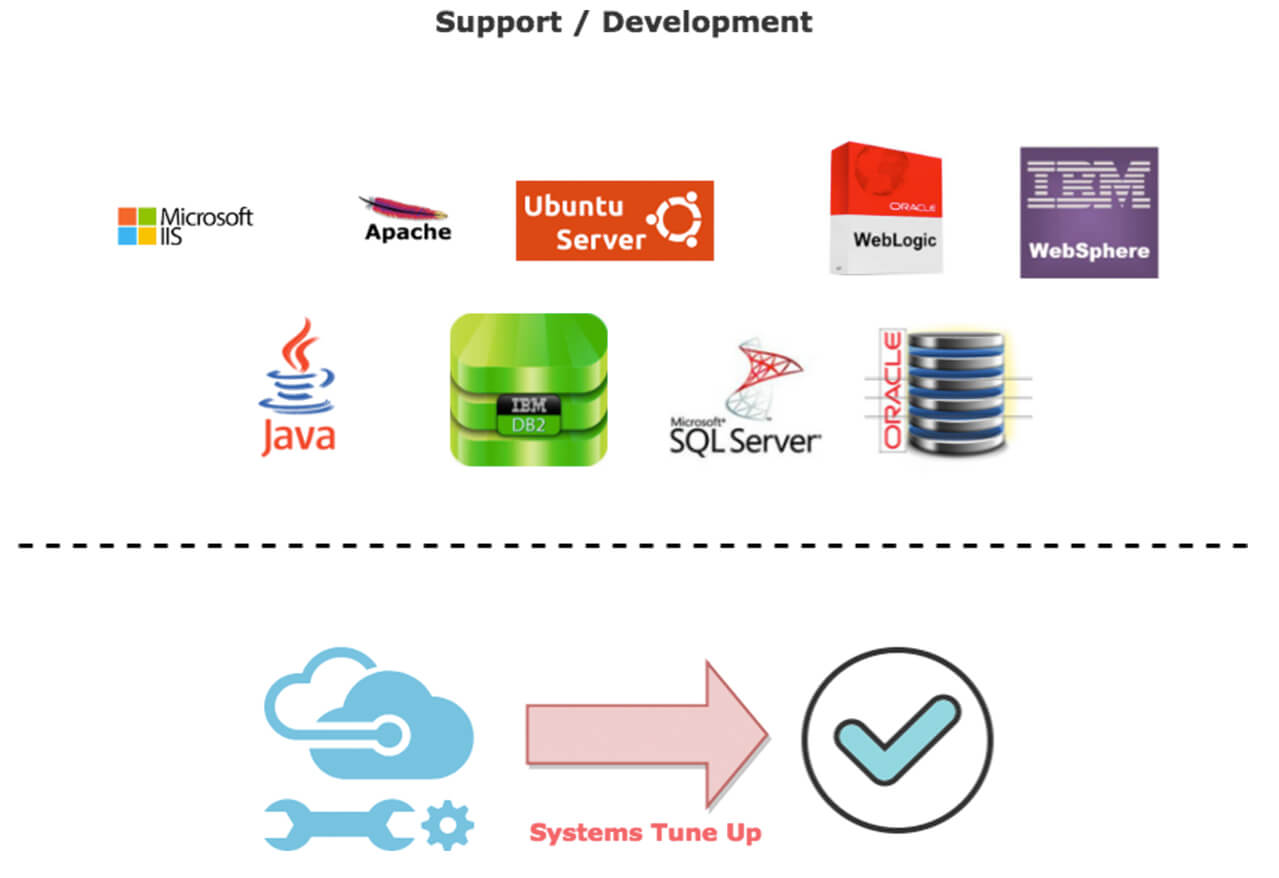 Support / Development
Microsoft
IIS
Apache
Ubuntu
Server
ORACLE
WebLogic
IBM
WebSphere
Java
IBM
DB2
Microsoft®
SQL Server®
ORACLE
Systems Tune Up